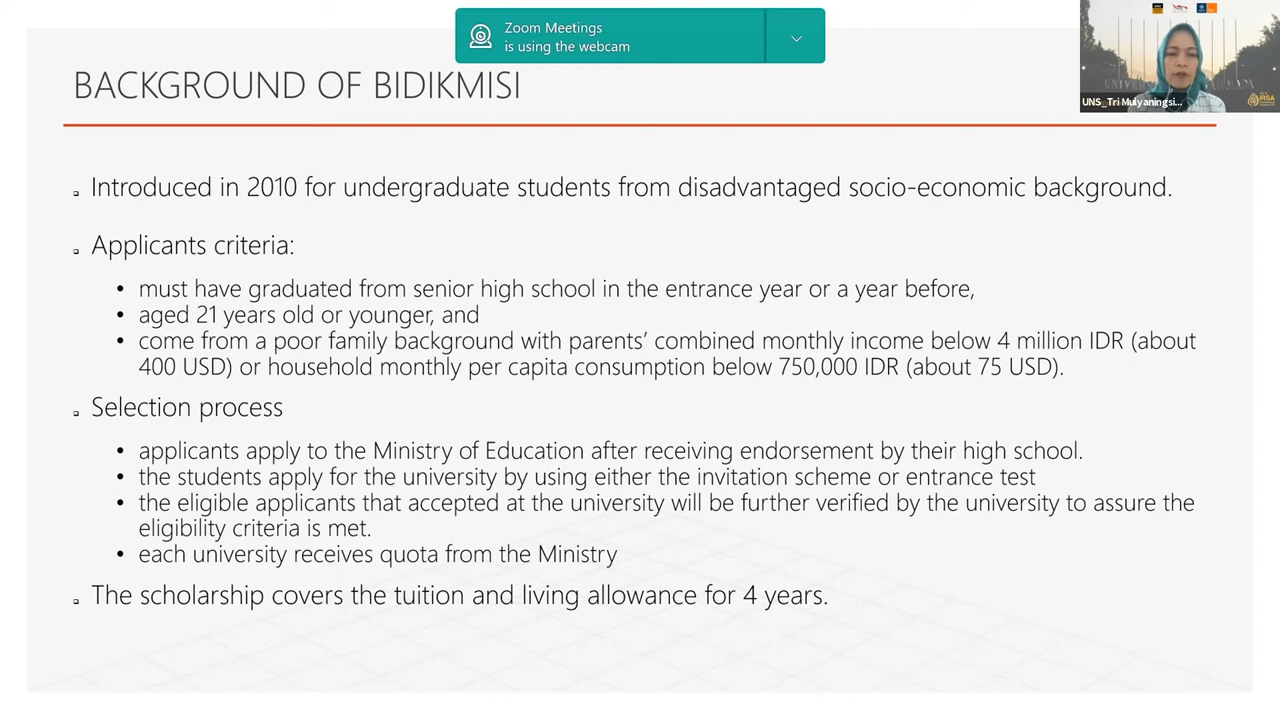 Zoom Meetings
is using the webcam
BACKGROUND OF BIDIKMISI
UNS_Tri Mulyaningsi...
IRSA
Introduced in 2010 for undergraduate students from disadvantaged socio-economic background.
Applicants criteria:
• must have graduated from senior high school in the entrance year or a year before,
• aged 21 years old or younger, and
• come from a poor family background with parents’ combined monthly income below 4 million IDR (about
400 USD) or household monthly per capita consumption below 750,000 IDR (about 75 USD).
Selection process
• applicants apply to the Ministry of Education after receiving endorsement by their high school.
• the students apply for the university by using either the invitation scheme or entrance test
• the eligible applicants that accepted at the university will be further verified by the university to assure the
eligibility criteria is met.
• each university receives quota from the Ministry
The scholarship covers the tuition and living allowance for 4 years.